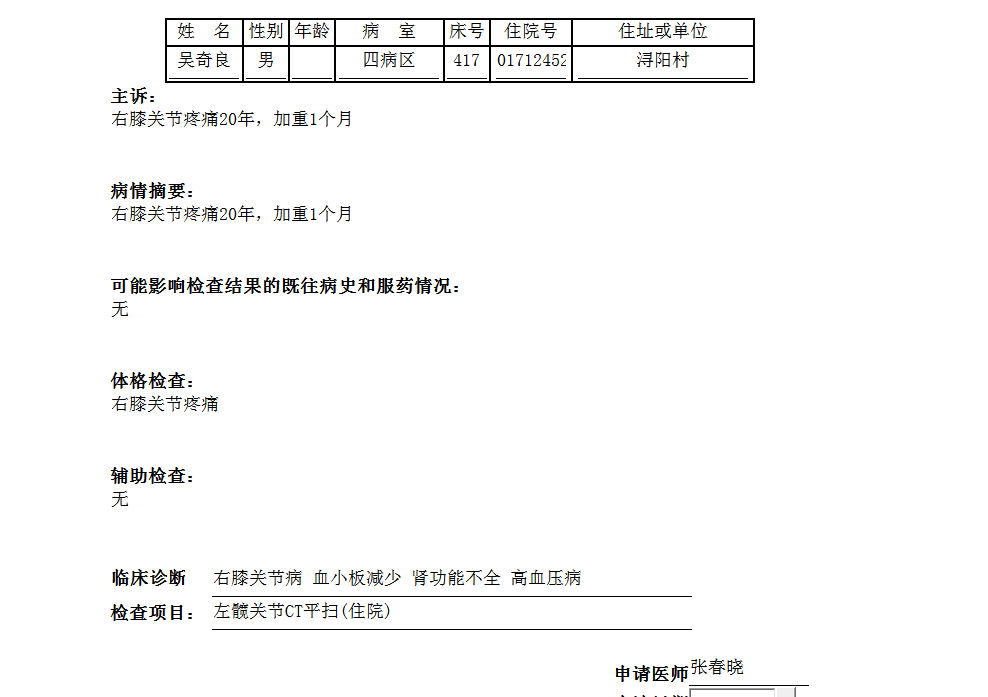 姓 名 性别 年龄 病 室 床号 住院号 住址或单位
吴奇良 男 四病区 417 01712452 浔阳村
主诉：
右膝关节疼痛20年，加重1个月
病情摘要：
右膝关节疼痛20年，加重1个月
可能影响检查结果的既往病史和服药情况：
无
体格检查：
右膝关节疼痛
辅助检查：
无
临床诊断 右膝关节病 血小板减少 肾功能不全 高血压病
检查项目： 左髋关节CT平扫(住院)
申请医师 张春晓